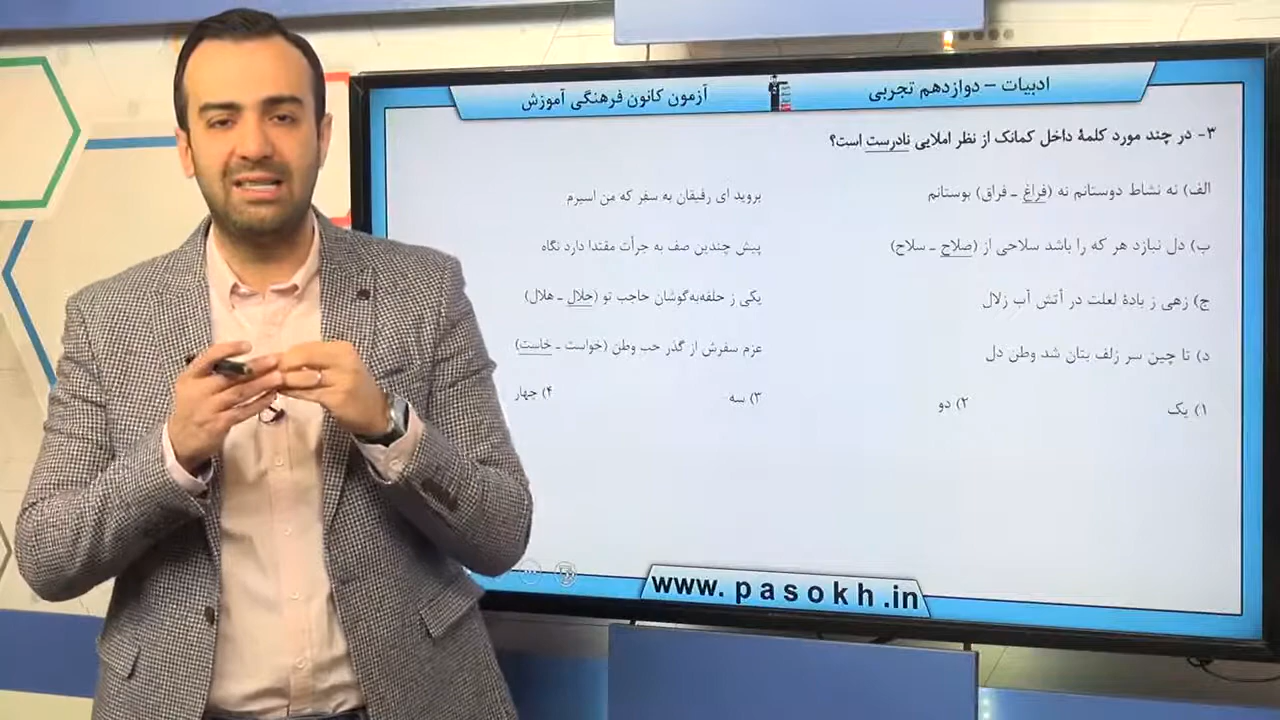 ادبیات – دوازدهم تجربی
آزمون کانون فرهنگی آموزش
۳- در چند مورد کلمهٔ داخل کمانک از نظر املایی نادرست است؟
الف) نه نشاط دوستانم نه (فراغ ـ فراق) بوستانم بروید ای رفیقان به سفر که من اسیرم
ب) دل نبازد هر که را باشد سلاحی از (صلاح ـ سلاح) پیش چندین صف به جرأت مقتدا دارد نگاه
ج) زهی ز بادهٔ لعلت در آتش آب زلال یکی ز حلقه‌به‌گوشان حاجب تو (حلال ـ هلال)
د) تا چین سر زلف بتان شد وطن دل عزم سفرش از گذر حب وطن (خواست ـ خاست)
۱) یک ۲) دو ۳) سه ۴) چهار
www.pasokh.in